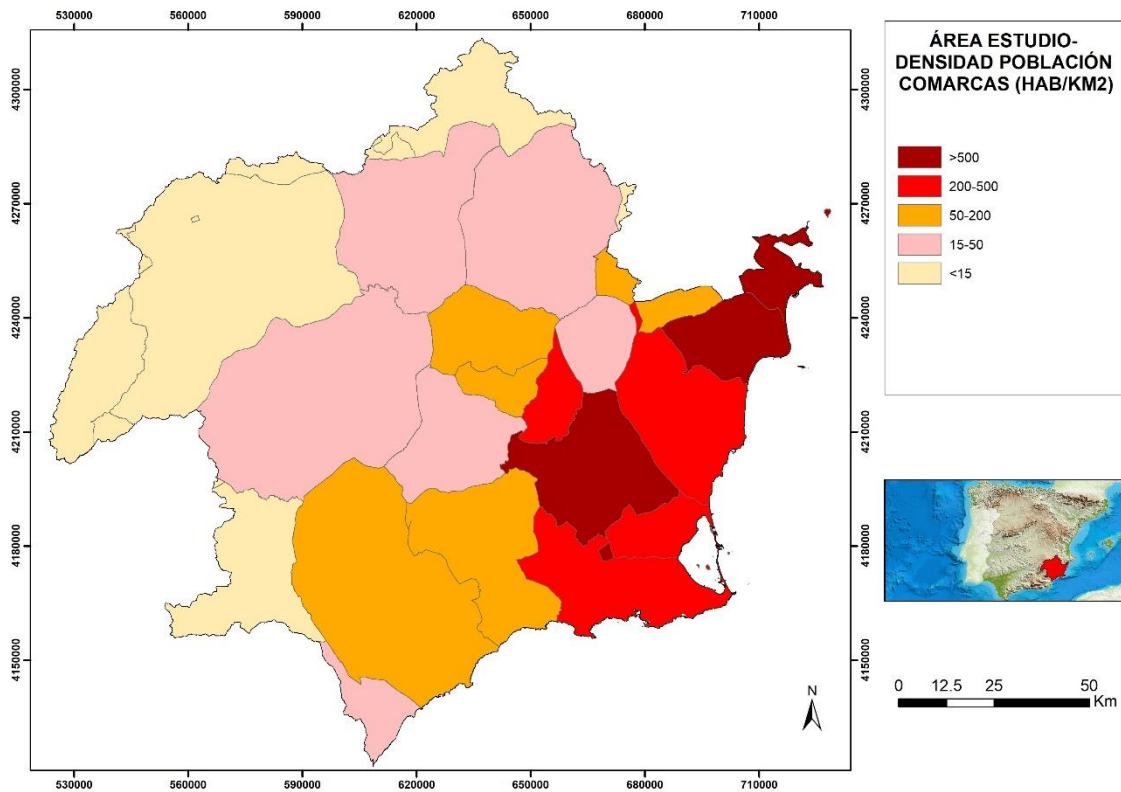 530000 560000 590000 620000 650000 680000 710000
4300000 4300000
4270000 4270000
4240000 4240000
4210000 4210000
4180000 4180000
4150000 4150000
N
530000 560000 590000 620000 650000 680000 710000
ÁREA ESTUDIO-
DENSIDAD POBLACIÓN
COMARCAS (HAB/KM2)
>500
200-500
50-200
15-50
<15
0 12.5 25 50
Km